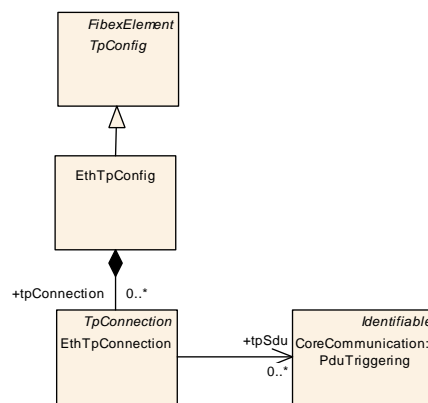 FibexElement
TpConfig
EthTpConfig
+tpConnection 0..*
TpConnection
EthTpConnection
+tpSdu
0..*
Identifiable
CoreCommunication:
PduTriggering